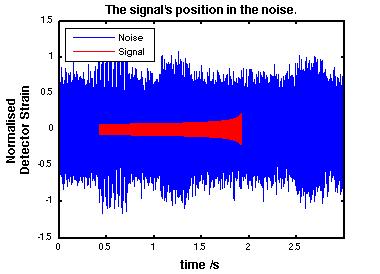 The signal's position in the noise.
1.5
Noise
Signal
1
0.5
0
-0.5
-1
-1.5
Normalised
Detector Strain
0 0.5 1 1.5 2 2.5
time /s